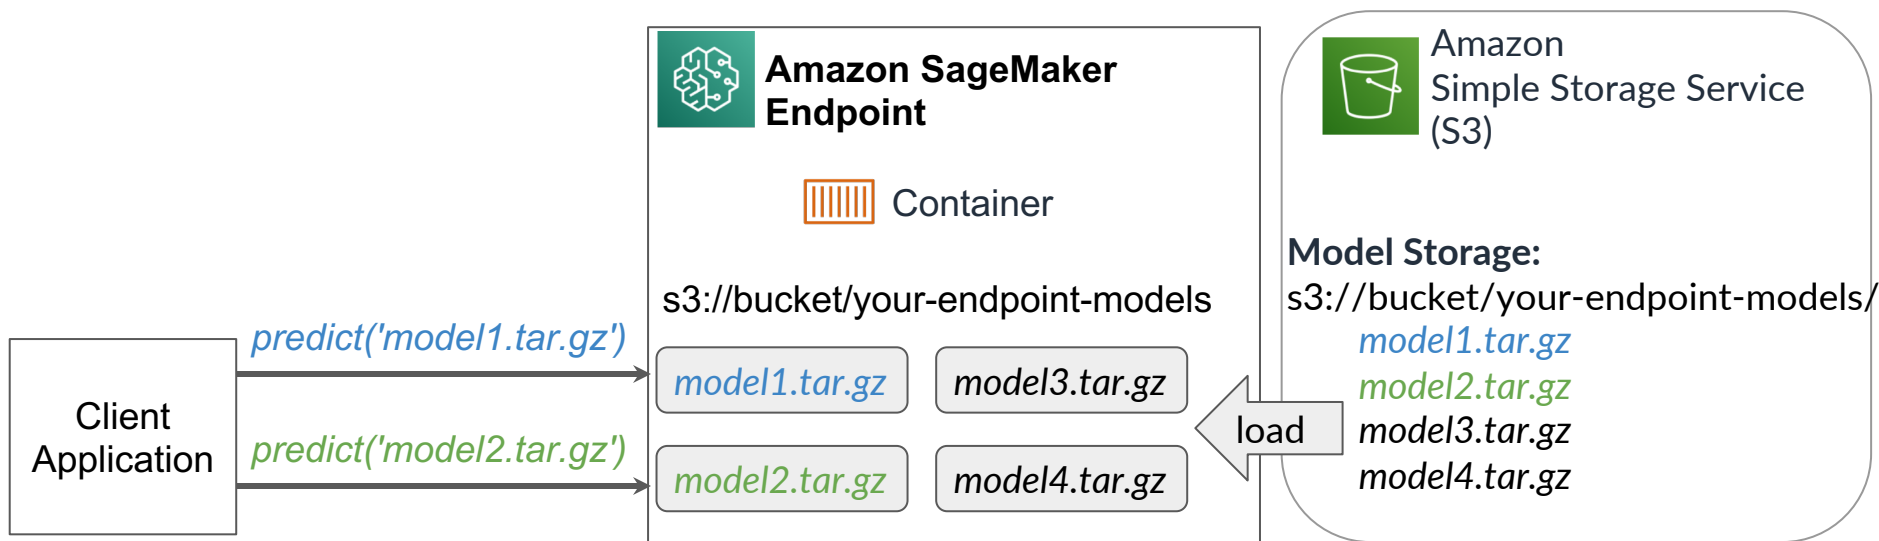 Amazon SageMaker
Endpoint
Container
s3://bucket/your-endpoint-models
Client
Application
predict('model1.tar.gz')
predict('model2.tar.gz')
model1.tar.gz
model3.tar.gz
model2.tar.gz
model4.tar.gz
load
Amazon
Simple Storage Service
(S3)
Model Storage:
s3://bucket/your-endpoint-models/
model1.tar.gz
model2.tar.gz
model3.tar.gz
model4.tar.gz